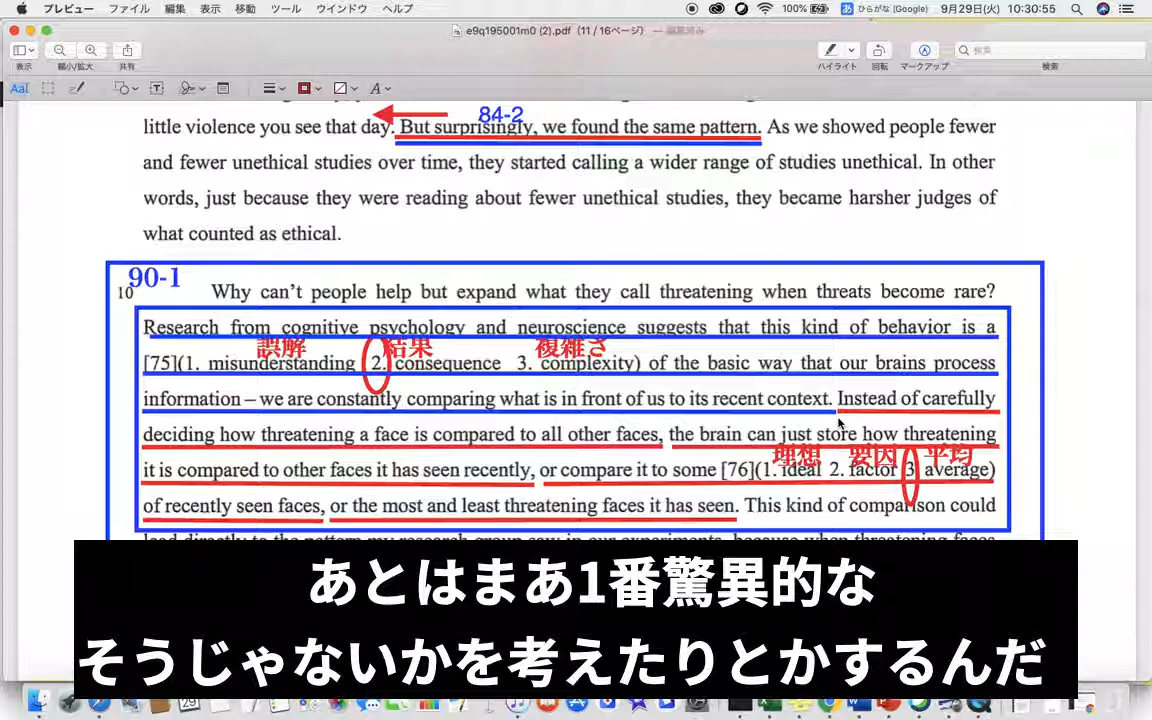 プレビュー ファイル 編集 表示 移動 ツール ウインドウ ヘルプ 100% あ ひらがな (Google) 9月29日(火) 10:30:55
e9q195001m0 (2).pdf (11 / 16ページ) — 編集済み
検索
表示 縮小/拡大 共有 ハイライト 回転 マークアップ 検索
84-2
little violence you see that day. But surprisingly, we found the same pattern. As we showed people fewer
and fewer unethical studies over time, they started calling a wider range of studies unethical. In other
words, just because they were reading about fewer unethical studies, they became harsher judges of
what counted as ethical.
90-1
10 Why can't people help but expand what they call threatening when threats become rare?
Research from cognitive psychology and neuroscience suggests that this kind of behavior is a
誤解 結果 複雑さ
[75](1. misunderstanding 2. consequence 3. complexity) of the basic way that our brains process
information – we are constantly comparing what is in front of us to its recent context. Instead of carefully
deciding how threatening a face is compared to all other faces, the brain can just store how threatening
理想 要因 平均
it is compared to other faces it has seen recently, or compare it to some [76](1. ideal 2. factor 3. average)
of recently seen faces, or the most and least threatening faces it has seen. This kind of comparison could
あとはまあ1番驚異的な
そうじゃないかを考えたりとかするんだ